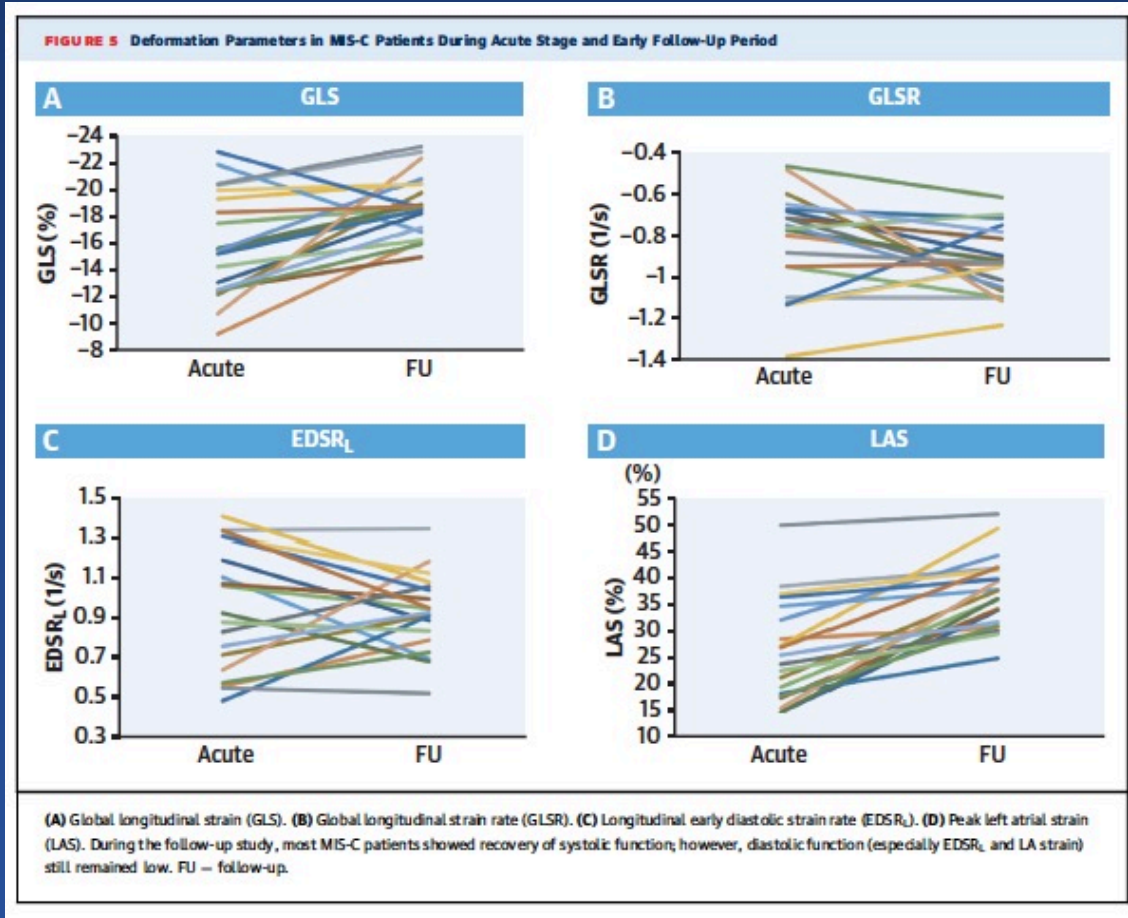 FIGURE 5 Deformation Parameters in MIS-C Patients During Acute Stage and Early Follow-Up Period
A GLS
GLS (%)
−24
−22
−20
−18
−16
−14
−12
−10
−8
Acute FU
B GLSR
GLSR (1/s)
−0.4
−0.6
−0.8
−1
−1.2
−1.4
Acute FU
C EDSRL
EDSRL (1/s)
1.5
1.3
1.1
0.9
0.7
0.5
0.3
Acute FU
D LAS
(%)
LAS (%)
55
50
45
40
35
30
25
20
15
10
Acute FU
(A) Global longitudinal strain (GLS). (B) Global longitudinal strain rate (GLSR). (C) Longitudinal early diastolic strain rate (EDSRL). (D) Peak left atrial strain
(LAS). During the follow-up study, most MIS-C patients showed recovery of systolic function; however, diastolic function (especially EDSRL and LA strain)
still remained low. FU — follow-up.